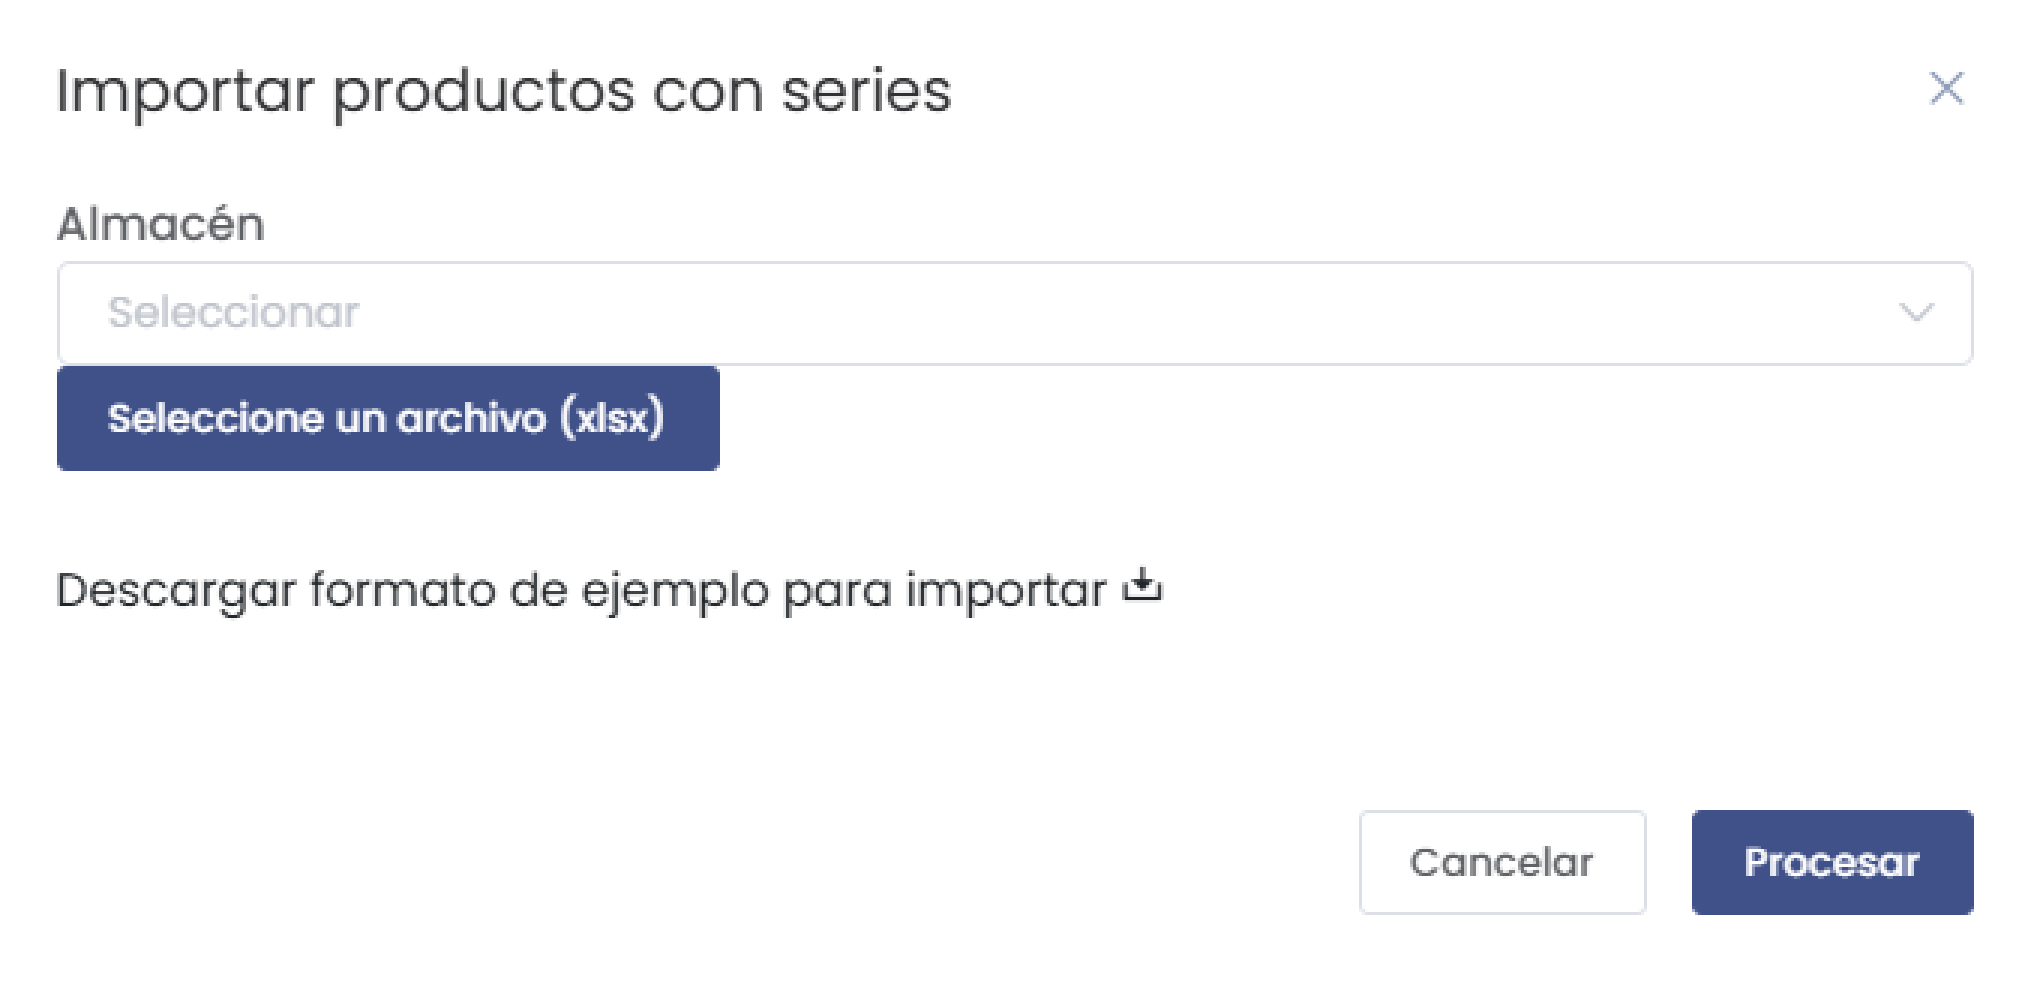 Importar productos con series
Almacén
Seleccionar
Seleccione un archivo (xlsx)
Descargar formato de ejemplo para importar
Cancelar
Procesar